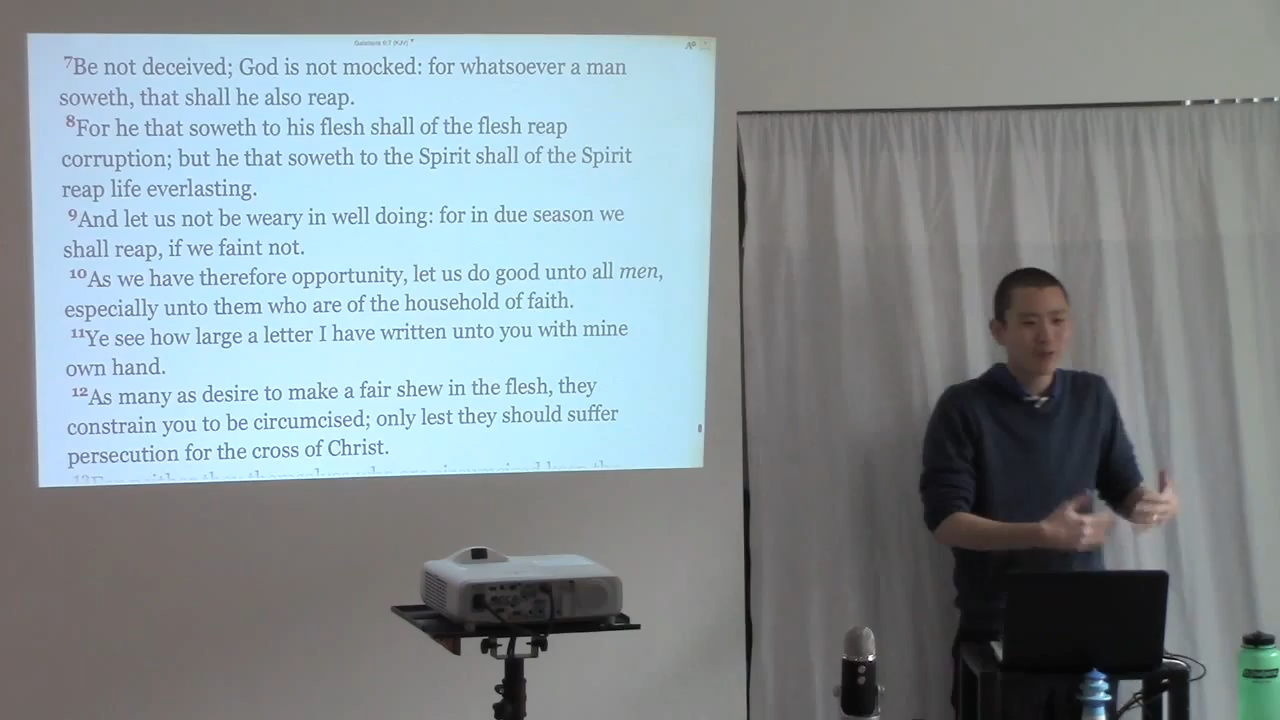 Galatians 6:7 (KJV)
7Be not deceived; God is not mocked: for whatsoever a man
soweth, that shall he also reap.
8For he that soweth to his flesh shall of the flesh reap
corruption; but he that soweth to the Spirit shall of the Spirit
reap life everlasting.
9And let us not be weary in well doing: for in due season we
shall reap, if we faint not.
10As we have therefore opportunity, let us do good unto all men,
especially unto them who are of the household of faith.
11Ye see how large a letter I have written unto you with mine
own hand.
12As many as desire to make a fair shew in the flesh, they
constrain you to be circumcised; only lest they should suffer
persecution for the cross of Christ.